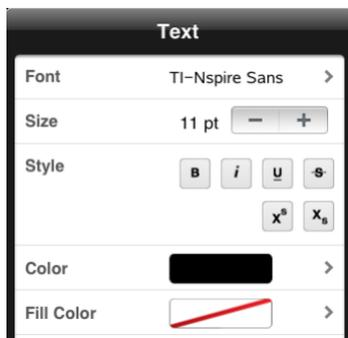 Text
Font TI-Nspire Sans >
Size 11 pt − +
Style B i U S
xˢ xₛ
Color >
Fill Color >